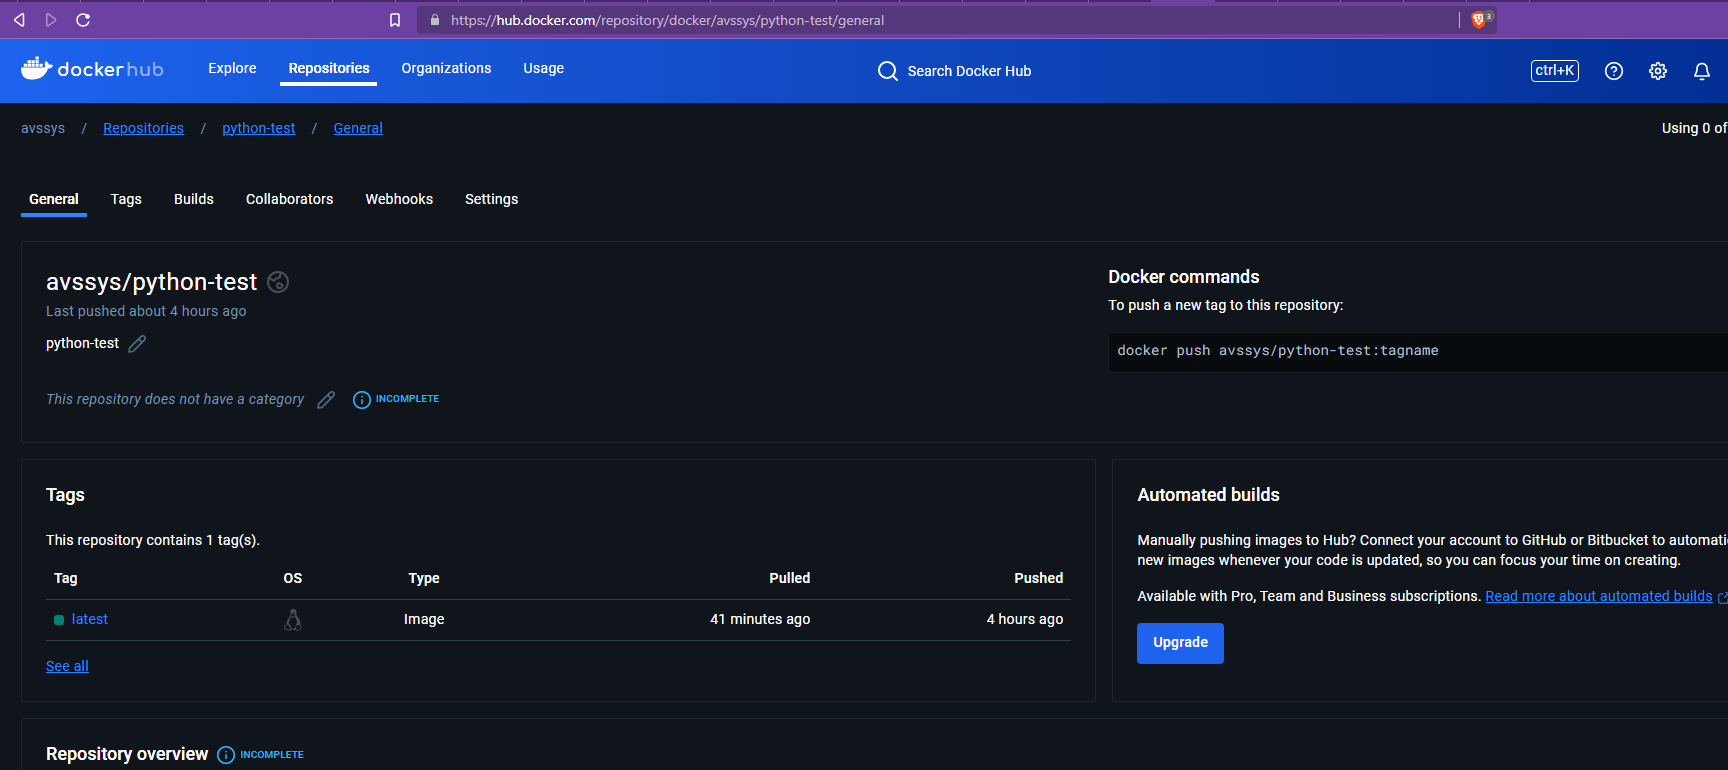 https://hub.docker.com/repository/docker/avssys/python-test/general
3
docker hub
Explore
Repositories
Organizations
Usage
Search Docker Hub
ctrl+K
avssys / Repositories / python-test / General
Using 0 of
General
Tags
Builds
Collaborators
Webhooks
Settings
avssys/python-test
Last pushed about 4 hours ago
python-test
This repository does not have a category
INCOMPLETE
Docker commands
To push a new tag to this repository:
docker push avssys/python-test:tagname
Tags
This repository contains 1 tag(s).
Tag OS Type Pulled Pushed
latest Image 41 minutes ago 4 hours ago
See all
Automated builds
Manually pushing images to Hub? Connect your account to GitHub or Bitbucket to automati
new images whenever your code is updated, so you can focus your time on creating.
Available with Pro, Team and Business subscriptions. Read more about automated builds
Upgrade
Repository overview
INCOMPLETE